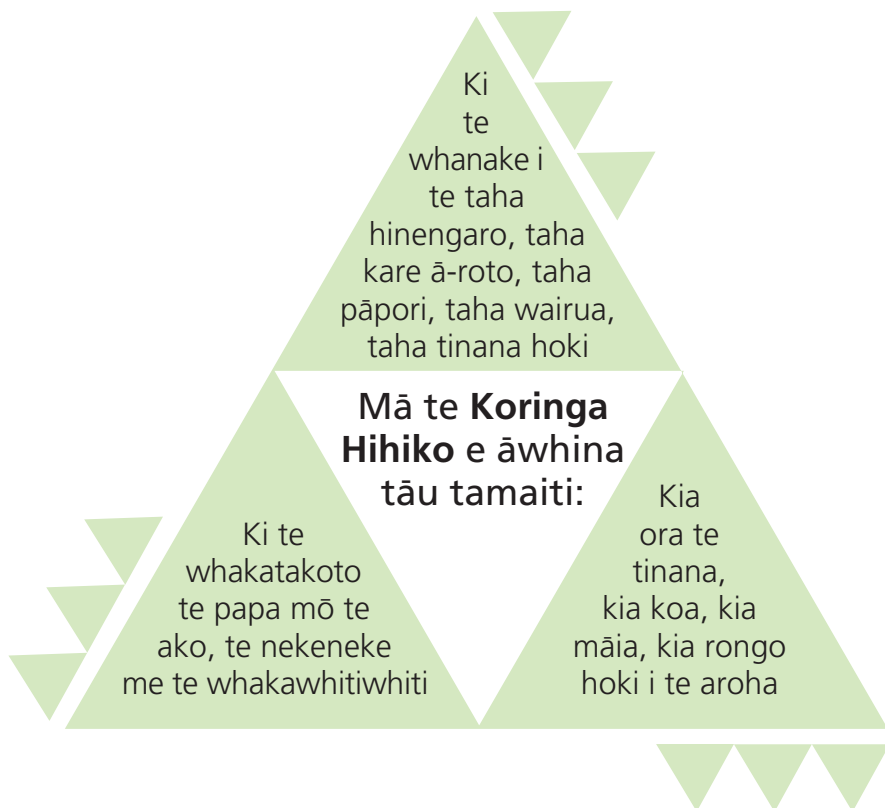 Ki
te
whanake i
te taha
hinengaro, taha
kare ā-roto, taha
pāpori, taha wairua,
taha tinana hoki
Mā te Koringa
Hihiko e āwhina
tāu tamaiti:
Ki te
whakatakoto
te papa mō te
ako, te nekeneke
me te whakawhitiwhiti
Kia
ora te
tinana,
kia koa, kia
māia, kia rongo
hoki i te aroha